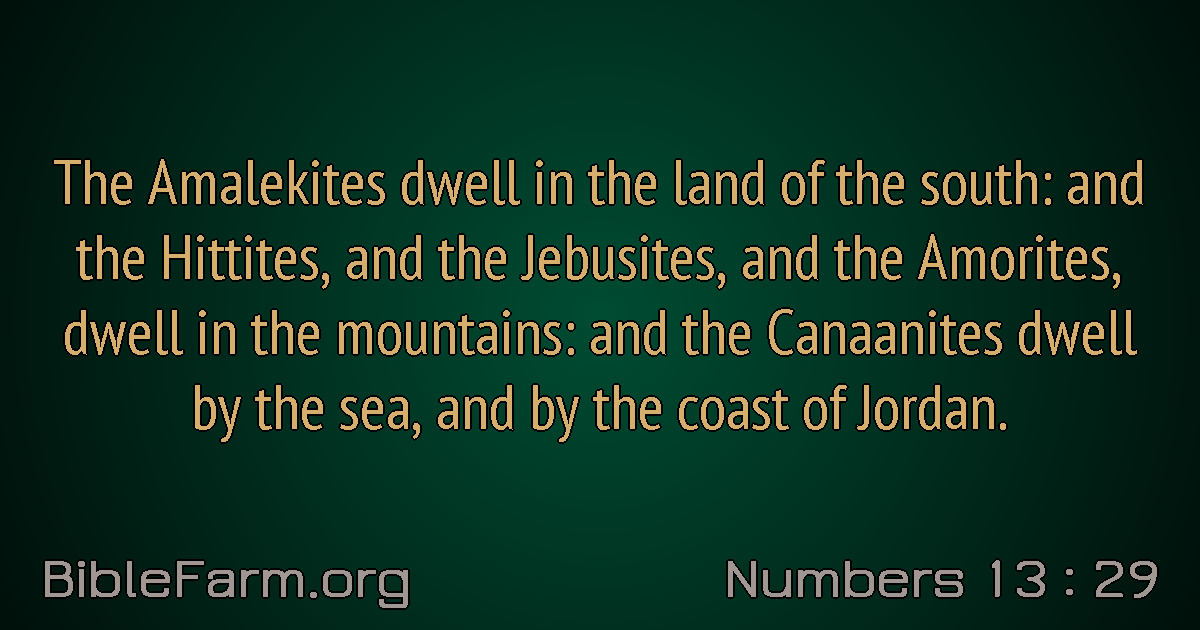 The Amalekites dwell in the land of the south: and
the Hittites, and the Jebusites, and the Amorites,
dwell in the mountains: and the Canaanites dwell
by the sea, and by the coast of Jordan.
BibleFarm.org
Numbers 13 : 29